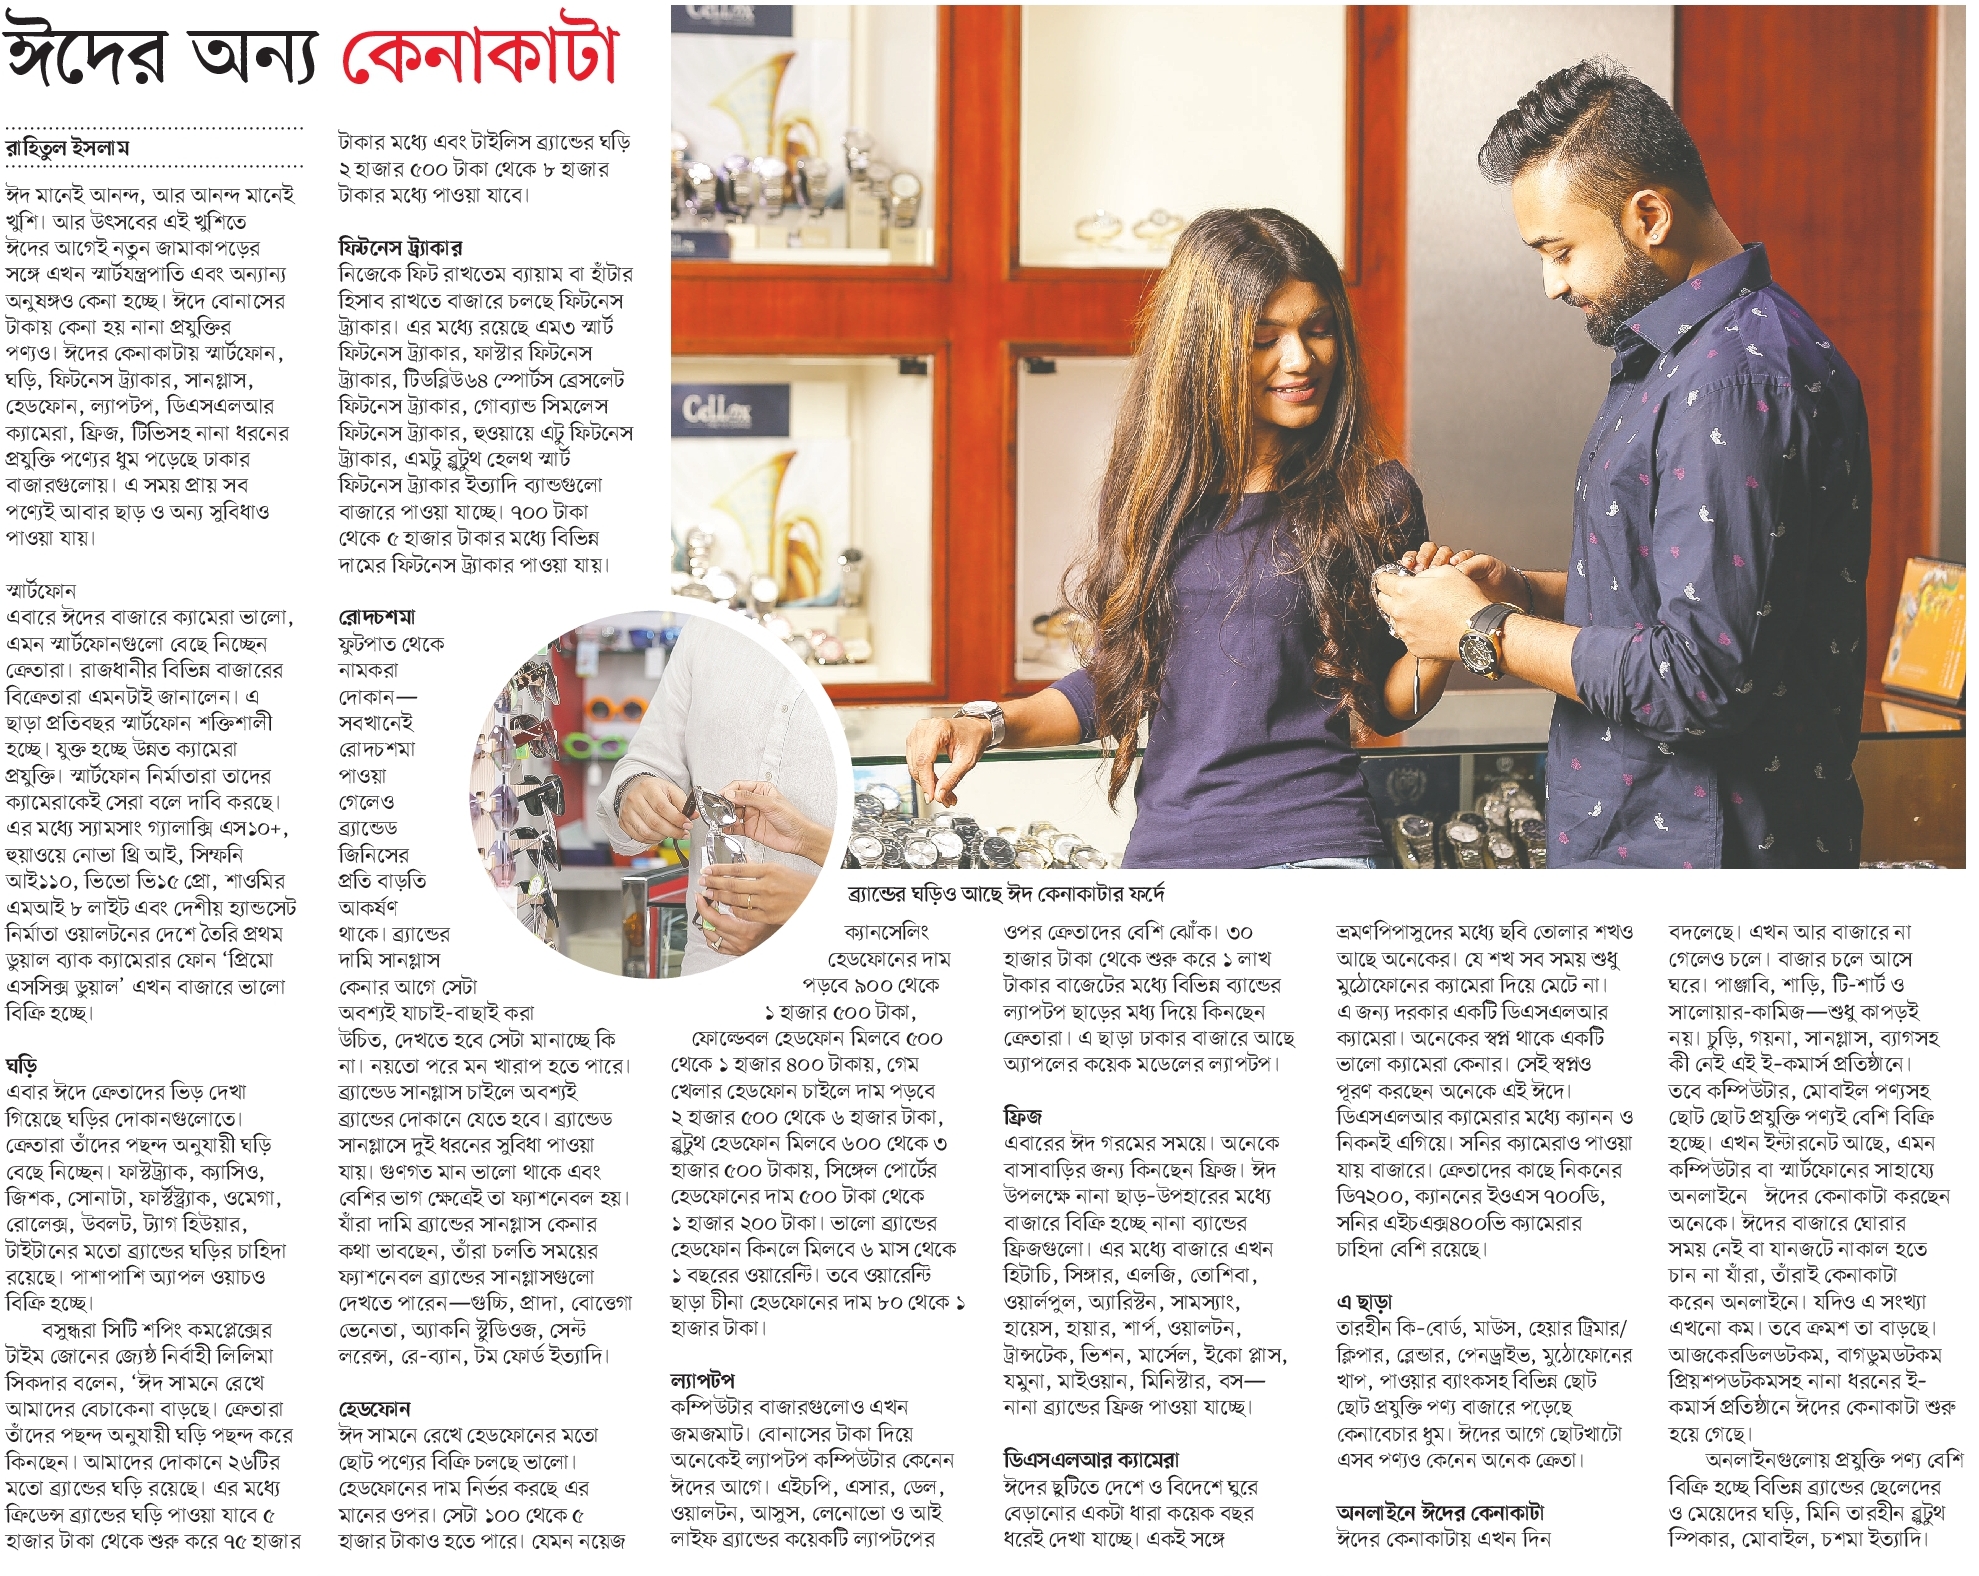 ঈদের অন্য কেনাকাটা
রাহিতুল ইসলাম
ঈদ মানেই আনন্দ, আর আনন্দ মানেই
খুশি। আর উৎসবের এই খুশিতে
ঈদের আগেই নতুন জামাকাপড়ের
সঙ্গে এখন স্মার্টযন্ত্রপাতি এবং অন্যান্য
অনুষঙ্গও কেনা হচ্ছে। ঈদে বোনাসের
টাকায় কেনা হয় নানা প্রযুক্তির
পণ্যও। ঈদের কেনাকাটায় স্মার্টফোন,
ঘড়ি, ফিটনেস ট্র্যাকার, সানগ্লাস,
হেডফোন, ল্যাপটপ, ডিএসএলআর
ক্যামেরা, ফ্রিজ, টিভিসহ নানা ধরনের
প্রযুক্তি পণ্যের ধুম পড়েছে ঢাকার
বাজারগুলোয়। এ সময় প্রায় সব
পণ্যেই আবার ছাড় ও অন্য সুবিধাও
পাওয়া যায়।
স্মার্টফোন
এবারে ঈদের বাজারে ক্যামেরা ভালো,
এমন স্মার্টফোনগুলো বেছে নিচ্ছেন
ক্রেতারা। রাজধানীর বিভিন্ন বাজারের
বিক্রেতারা এমনটাই জানালেন। এ
ছাড়া প্রতিবছর স্মার্টফোন শক্তিশালী
হচ্ছে। যুক্ত হচ্ছে উন্নত ক্যামেরা
প্রযুক্তি। স্মার্টফোন নির্মাতারা তাদের
ক্যামেরাকেই সেরা বলে দাবি করছে।
এর মধ্যে স্যামসাং গ্যালাক্সি এস১০+,
হুয়াওয়ে নোভা থ্রি আই, সিম্ফনি
আই১১০, ভিভো ভি১৫ প্রো, শাওমির
এমআই ৮ লাইট এবং দেশীয় হ্যান্ডসেট
নির্মাতা ওয়ালটনের দেশে তৈরি প্রথম
ডুয়াল ব্যাক ক্যামেরার ফোন ‘প্রিমো
এসসিক্স ডুয়াল’ এখন বাজারে ভালো
বিক্রি হচ্ছে।
ঘড়ি
এবার ঈদে ক্রেতাদের ভিড় দেখা
গিয়েছে ঘড়ির দোকানগুলোতে।
ক্রেতারা তাঁদের পছন্দ অনুযায়ী ঘড়ি
বেছে নিচ্ছেন। ফাস্টট্র্যাক, ক্যাসিও,
জিশক, সোনাটা, ফার্স্টস্ট্র্যাক, ওমেগা,
রোলেক্স, উবলট, ট্যাগ হিউয়ার,
টাইটানের মতো ব্র্যান্ডের ঘড়ির চাহিদা
রয়েছে। পাশাপাশি অ্যাপল ওয়াচও
বিক্রি হচ্ছে।
বসুন্ধরা সিটি শপিং কমপ্লেক্সের
টাইম জোনের জ্যেষ্ঠ নির্বাহী লিলিমা
সিকদার বলেন, ‘ঈদ সামনে রেখে
আমাদের বেচাকেনা বাড়ছে। ক্রেতারা
তাঁদের পছন্দ অনুযায়ী ঘড়ি পছন্দ করে
কিনছেন। আমাদের দোকানে ২৬টির
মতো ব্র্যান্ডের ঘড়ি রয়েছে। এর মধ্যে
ক্রিডেন্স ব্র্যান্ডের ঘড়ি পাওয়া যাবে ৫
হাজার টাকা থেকে শুরু করে ৭৫ হাজার
টাকার মধ্যে এবং টাইলিস ব্র্যান্ডের ঘড়ি
২ হাজার ৫০০ টাকা থেকে ৮ হাজার
টাকার মধ্যে পাওয়া যাবে।
ফিটনেস ট্র্যাকার
নিজেকে ফিট রাখতেম ব্যায়াম বা হাঁটার
হিসাব রাখতে বাজারে চলছে ফিটনেস
ট্র্যাকার। এর মধ্যে রয়েছে এম৩ স্মার্ট
ফিটনেস ট্র্যাকার, ফাস্টার ফিটনেস
ট্র্যাকার, টিডব্লিউ৬৪ স্পোর্টস ব্রেসলেট
ফিটনেস ট্র্যাকার, গোব্যান্ড সিমলেস
ফিটনেস ট্র্যাকার, হুওয়ায়ে এটু ফিটনেস
ট্র্যাকার, এমটু ব্লুটুথ হেলথ স্মার্ট
ফিটনেস ট্র্যাকার ইত্যাদি ব্যান্ডগুলো
বাজারে পাওয়া যাচ্ছে। ৭০০ টাকা
থেকে ৫ হাজার টাকার মধ্যে বিভিন্ন
দামের ফিটনেস ট্র্যাকার পাওয়া যায়।
রোদচশমা
ফুটপাত থেকে
নামকরা
দোকান—
সবখানেই
রোদচশমা
পাওয়া
গেলেও
ব্র্যান্ডেড
জিনিসের
প্রতি বাড়তি
আকর্ষণ
থাকে। ব্র্যান্ডের
দামি সানগ্লাস
কেনার আগে সেটা
অবশ্যই যাচাই-বাছাই করা
উচিত, দেখতে হবে সেটা মানাচ্ছে কি
না। নয়তো পরে মন খারাপ হতে পারে।
ব্র্যান্ডেড সানগ্লাস চাইলে অবশ্যই
ব্র্যান্ডের দোকানে যেতে হবে। ব্র্যান্ডেড
সানগ্লাসে দুই ধরনের সুবিধা পাওয়া
যায়। গুণগত মান ভালো থাকে এবং
বেশির ভাগ ক্ষেত্রেই তা ফ্যাশনেবল হয়।
যাঁরা দামি ব্র্যান্ডের সানগ্লাস কেনার
কথা ভাবছেন, তাঁরা চলতি সময়ের
ফ্যাশনেবল ব্র্যান্ডের সানগ্লাসগুলো
দেখতে পারেন—গুচ্চি, প্রাদা, বোত্তেগা
ভেনেতা, অ্যাকনি স্টুডিওজ, সেন্ট
লরেন্স, রে-ব্যান, টম ফোর্ড ইত্যাদি।
হেডফোন
ঈদ সামনে রেখে হেডফোনের মতো
ছোট পণ্যের বিক্রি চলছে ভালো।
হেডফোনের দাম নির্ভর করছে এর
মানের ওপর। সেটা ১০০ থেকে ৫
হাজার টাকাও হতে পারে। যেমন নয়েজ
CeLLox
CeLLox
ব্র্যান্ডের ঘড়িও আছে ঈদ কেনাকাটার ফর্দে
ক্যানসেলিং
হেডফোনের দাম
পড়বে ৯০০ থেকে
১ হাজার ৫০০ টাকা,
ফোল্ডেবল হেডফোন মিলবে ৫০০
থেকে ১ হাজার ৪০০ টাকায়, গেম
খেলার হেডফোন চাইলে দাম পড়বে
২ হাজার ৫০০ থেকে ৬ হাজার টাকা,
ব্লুটুথ হেডফোন মিলবে ৬০০ থেকে ৩
হাজার ৫০০ টাকায়, সিঙ্গেল পোর্টের
হেডফোনের দাম ৫০০ টাকা থেকে
১ হাজার ২০০ টাকা। ভালো ব্র্যান্ডের
হেডফোন কিনলে মিলবে ৬ মাস থেকে
১ বছরের ওয়ারেন্টি। তবে ওয়ারেন্টি
ছাড়া চীনা হেডফোনের দাম ৮০ থেকে ১
হাজার টাকা।
ল্যাপটপ
কম্পিউটার বাজারগুলোও এখন
জমজমাট। বোনাসের টাকা দিয়ে
অনেকেই ল্যাপটপ কম্পিউটার কেনেন
ঈদের আগে। এইচপি, এসার, ডেল,
ওয়ালটন, আসুস, লেনোভো ও আই
লাইফ ব্র্যান্ডের কয়েকটি ল্যাপটপের
ওপর ক্রেতাদের বেশি ঝোঁক। ৩০
হাজার টাকা থেকে শুরু করে ১ লাখ
টাকার বাজেটের মধ্যে বিভিন্ন ব্যান্ডের
ল্যাপটপ ছাড়ের মধ্য দিয়ে কিনছেন
ক্রেতারা। এ ছাড়া ঢাকার বাজারে আছে
অ্যাপলের কয়েক মডেলের ল্যাপটপ।
ফ্রিজ
এবারের ঈদ গরমের সময়ে। অনেকে
বাসাবাড়ির জন্য কিনছেন ফ্রিজ। ঈদ
উপলক্ষে নানা ছাড়-উপহারের মধ্যে
বাজারে বিক্রি হচ্ছে নানা ব্যান্ডের
ফ্রিজগুলো। এর মধ্যে বাজারে এখন
হিটাচি, সিঙ্গার, এলজি, তোশিবা,
ওয়ার্লপুল, অ্যারিস্টন, সামস্যাং,
হায়েস, হায়ার, শার্প, ওয়ালটন,
ট্রান্সটেক, ভিশন, মার্সেল, ইকো প্লাস,
যমুনা, মাইওয়ান, মিনিস্টার, বস—
নানা ব্র্যান্ডের ফ্রিজ পাওয়া যাচ্ছে।
ডিএসএলআর ক্যামেরা
ঈদের ছুটিতে দেশে ও বিদেশে ঘুরে
বেড়ানোর একটা ধারা কয়েক বছর
ধরেই দেখা যাচ্ছে। একই সঙ্গে
ভ্রমণপিপাসুদের মধ্যে ছবি তোলার শখও
আছে অনেকের। যে শখ সব সময় শুধু
মুঠোফোনের ক্যামেরা দিয়ে মেটে না।
এ জন্য দরকার একটি ডিএসএলআর
ক্যামেরা। অনেকের স্বপ্ন থাকে একটি
ভালো ক্যামেরা কেনার। সেই স্বপ্নও
পূরণ করছেন অনেকে এই ঈদে।
ডিএসএলআর ক্যামেরার মধ্যে ক্যানন ও
নিকনই এগিয়ে। সনির ক্যামেরাও পাওয়া
যায় বাজারে। ক্রেতাদের কাছে নিকনের
ডি৭২০০, ক্যাননের ইওএস ৭০০ডি,
সনির এইচএক্স৪০০ভি ক্যামেরার
চাহিদা বেশি রয়েছে।
এ ছাড়া
তারহীন কি-বোর্ড, মাউস, হেয়ার ট্রিমার/
ক্লিপার, ব্লেন্ডার, পেনড্রাইভ, মুঠোফোনের
খাপ, পাওয়ার ব্যাংকসহ বিভিন্ন ছোট
ছোট প্রযুক্তি পণ্য বাজারে পড়েছে
কেনাবেচার ধুম। ঈদের আগে ছোটখাটো
এসব পণ্যও কেনেন অনেক ক্রেতা।
অনলাইনে ঈদের কেনাকাটা
ঈদের কেনাকাটায় এখন দিন
বদলেছে। এখন আর বাজারে না
গেলেও চলে। বাজার চলে আসে
ঘরে। পাঞ্জাবি, শাড়ি, টি-শার্ট ও
সালোয়ার-কামিজ—শুধু কাপড়ই
নয়। চুড়ি, গয়না, সানগ্লাস, ব্যাগসহ
কী নেই এই ই-কমার্স প্রতিষ্ঠানে।
তবে কম্পিউটার, মোবাইল পণ্যসহ
ছোট ছোট প্রযুক্তি পণ্যই বেশি বিক্রি
হচ্ছে। এখন ইন্টারনেট আছে, এমন
কম্পিউটার বা স্মার্টফোনের সাহায্যে
অনলাইনে ঈদের কেনাকাটা করছেন
অনেকে। ঈদের বাজারে ঘোরার
সময় নেই বা যানজটে নাকাল হতে
চান না যাঁরা, তাঁরাই কেনাকাটা
করেন অনলাইনে। যদিও এ সংখ্যা
এখনো কম। তবে ক্রমশ তা বাড়ছে।
আজকেরডিলডটকম, বাগডুমডটকম
প্রিয়শপডটকমসহ নানা ধরনের ই-
কমার্স প্রতিষ্ঠানে ঈদের কেনাকাটা শুরু
হয়ে গেছে।
অনলাইনগুলোয় প্রযুক্তি পণ্য বেশি
বিক্রি হচ্ছে বিভিন্ন ব্র্যান্ডের ছেলেদের
ও মেয়েদের ঘড়ি, মিনি তারহীন ব্লুটুথ
স্পিকার, মোবাইল, চশমা ইত্যাদি।